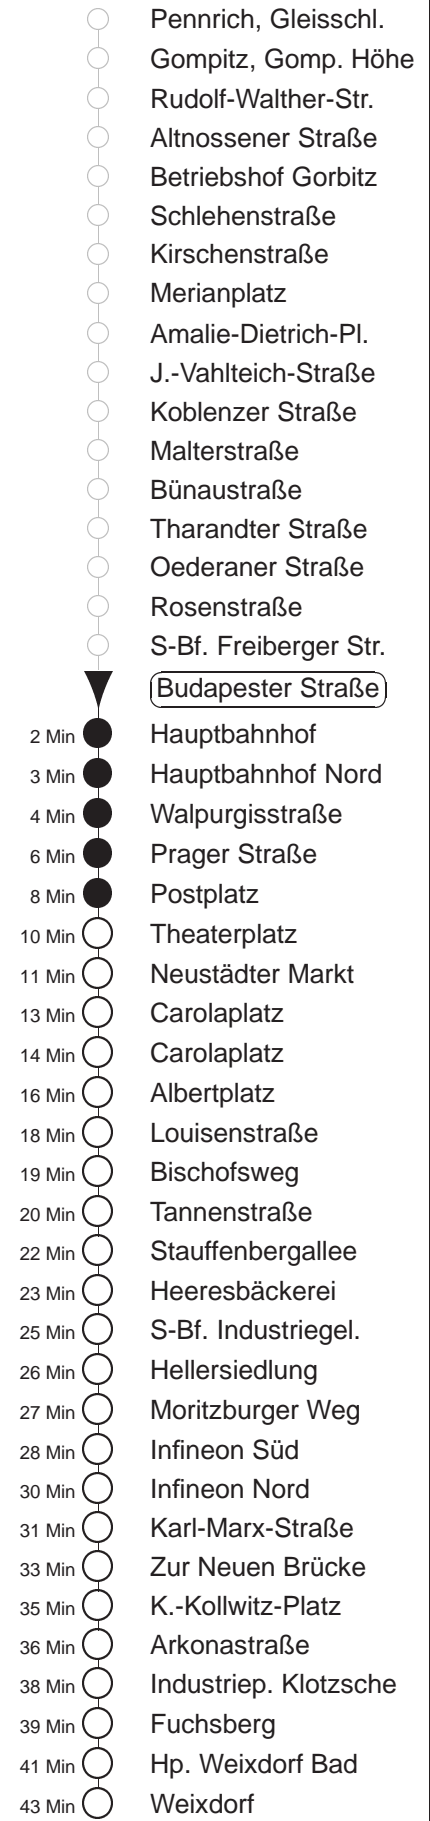 Pennrich, Gleisschl.
Gompitz, Gomp. Höhe
Rudolf-Walther-Str.
Altnossener Straße
Betriebshof Gorbitz
Schlehenstraße
Kirschenstraße
Merianplatz
Amalie-Dietrich-Pl.
J.-Vahlteich-Straße
Koblenzer Straße
Malterstraße
Bünaustraße
Tharandter Straße
Oederaner Straße
Rosenstraße
S-Bf. Freiberger Str.
Budapester Straße
2 Min Hauptbahnhof
3 Min Hauptbahnhof Nord
4 Min Walpurgisstraße
6 Min Prager Straße
8 Min Postplatz
10 Min Theaterplatz
11 Min Neustädter Markt
13 Min Carolaplatz
14 Min Carolaplatz
16 Min Albertplatz
18 Min Louisenstraße
19 Min Bischofsweg
20 Min Tannenstraße
22 Min Stauffenbergallee
23 Min Heeresbäckerei
25 Min S-Bf. Industriegel.
26 Min Hellersiedlung
27 Min Moritzburger Weg
28 Min Infineon Süd
30 Min Infineon Nord
31 Min Karl-Marx-Straße
33 Min Zur Neuen Brücke
35 Min K.-Kollwitz-Platz
36 Min Arkonastraße
38 Min Industriep. Klotzsche
39 Min Fuchsberg
41 Min Hp. Weixdorf Bad
43 Min Weixdorf